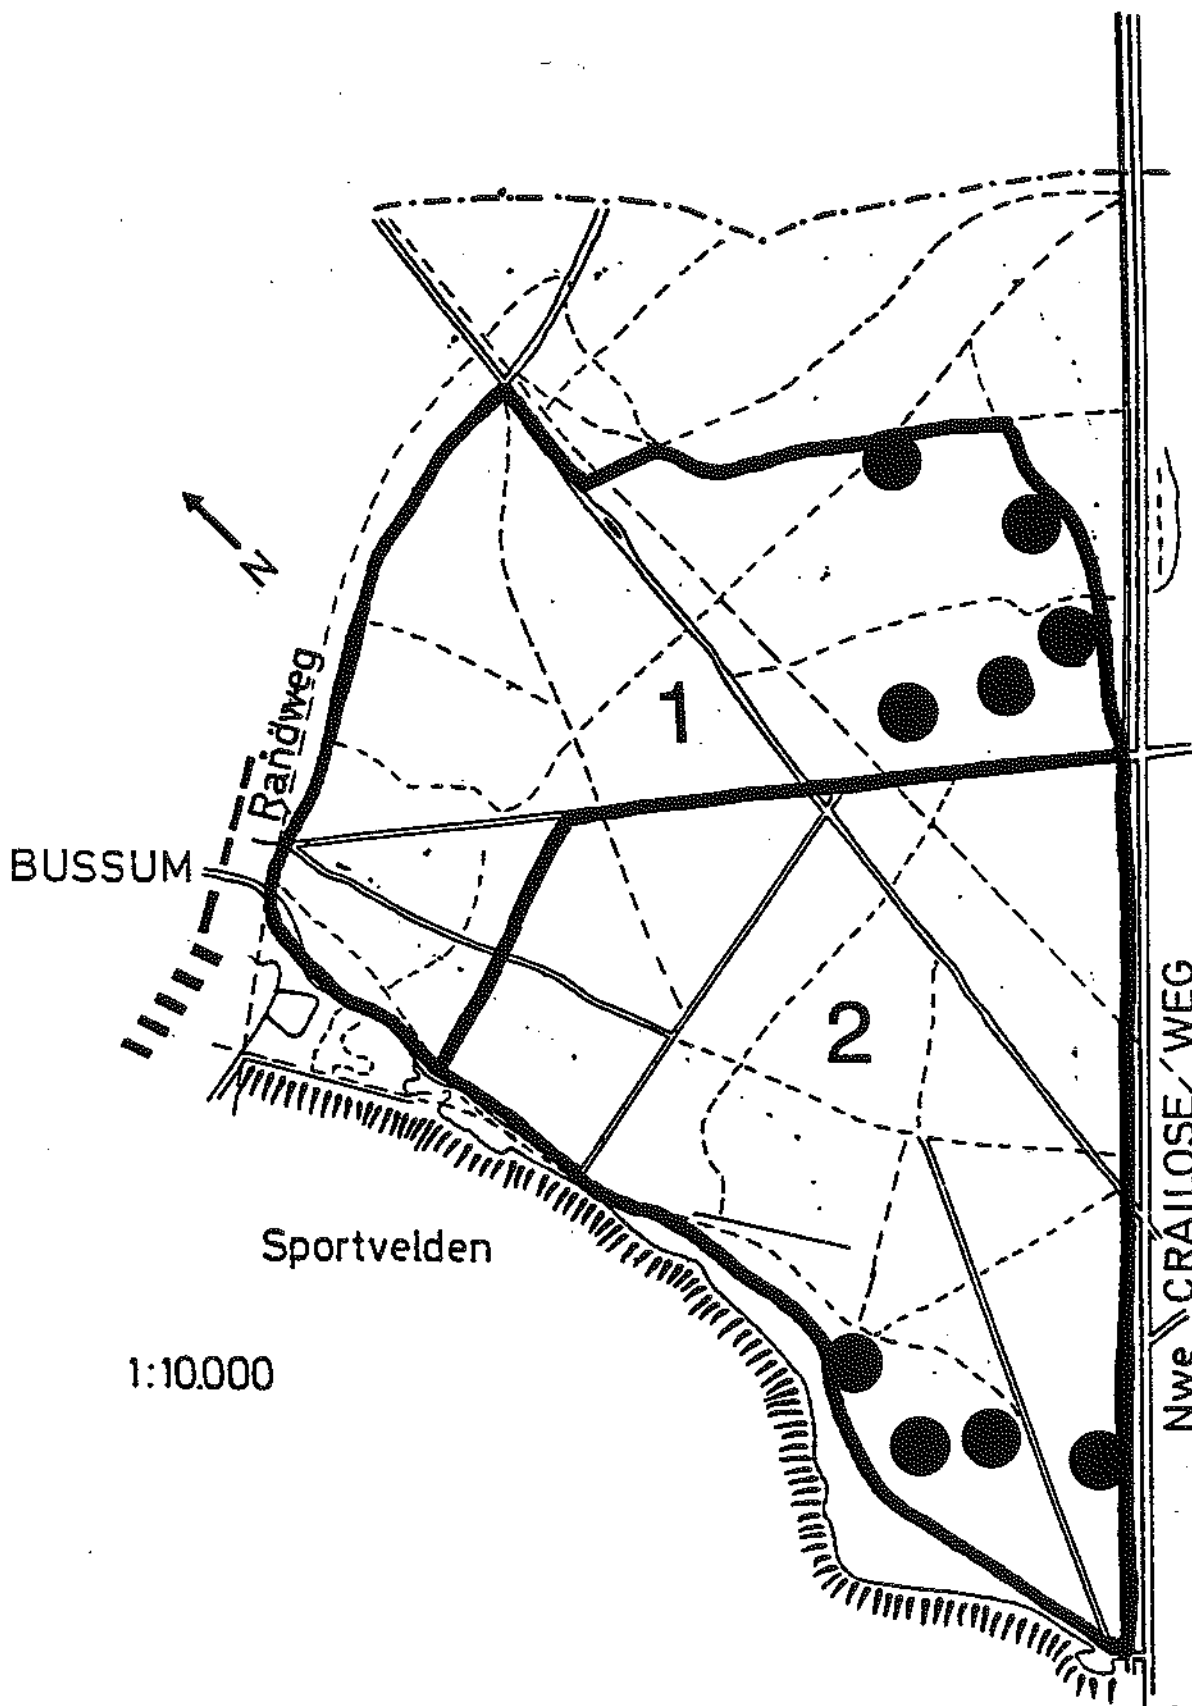 N
Randweg
1
BUSSUM
2
Nwe CRAILOSE WEG
Sportvelden
1:10.000